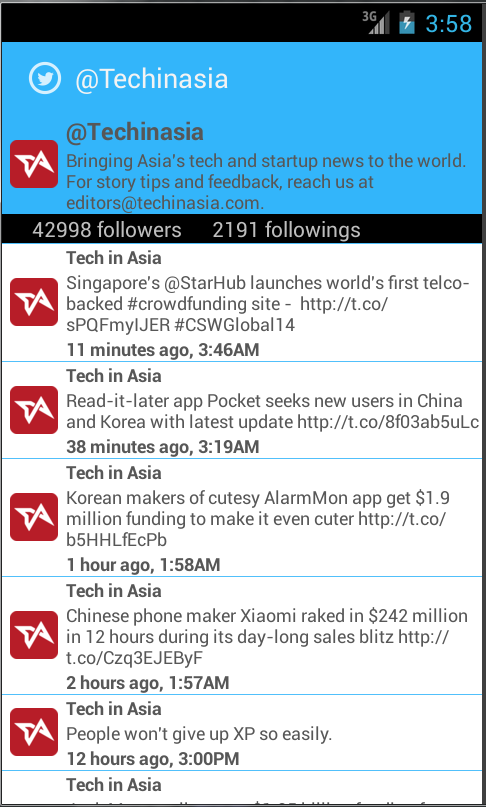 3G 3:58
@Techinasia
@Techinasia
Bringing Asia's tech and startup news to the world.
For story tips and feedback, reach us at
editors@techinasia.com.
42998 followers 2191 followings
Tech in Asia
Singapore's @StarHub launches world's first telco-
backed #crowdfunding site - http://t.co/
sPQFmylJER #CSWGlobal14
11 minutes ago, 3:46AM
Tech in Asia
Read-it-later app Pocket seeks new users in China
and Korea with latest update http://t.co/8f03ab5uLc
38 minutes ago, 3:19AM
Tech in Asia
Korean makers of cutesy AlarmMon app get $1.9
million funding to make it even cuter http://t.co/
b5HHLfEcPb
1 hour ago, 1:58AM
Tech in Asia
Chinese phone maker Xiaomi raked in $242 million
in 12 hours during its day-long sales blitz http://
t.co/Czq3EJEByF
2 hours ago, 1:57AM
Tech in Asia
People won't give up XP so easily.
12 hours ago, 3:00PM
Tech in Asia